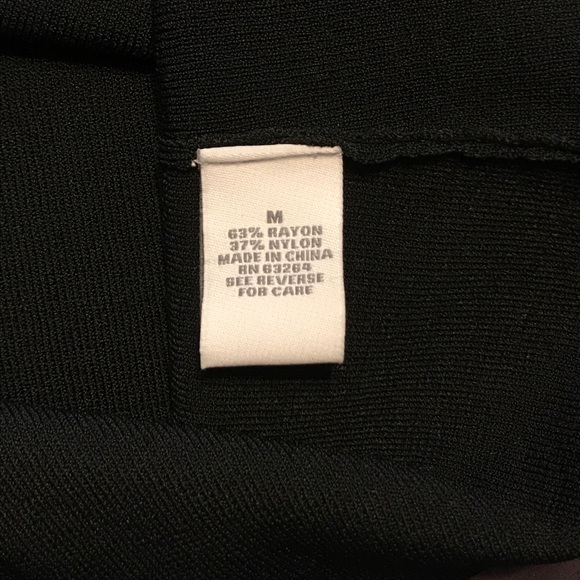 M
63% RAYON
37% NYLON
MADE IN CHINA
RN 63264
SEE REVERSE
FOR CARE